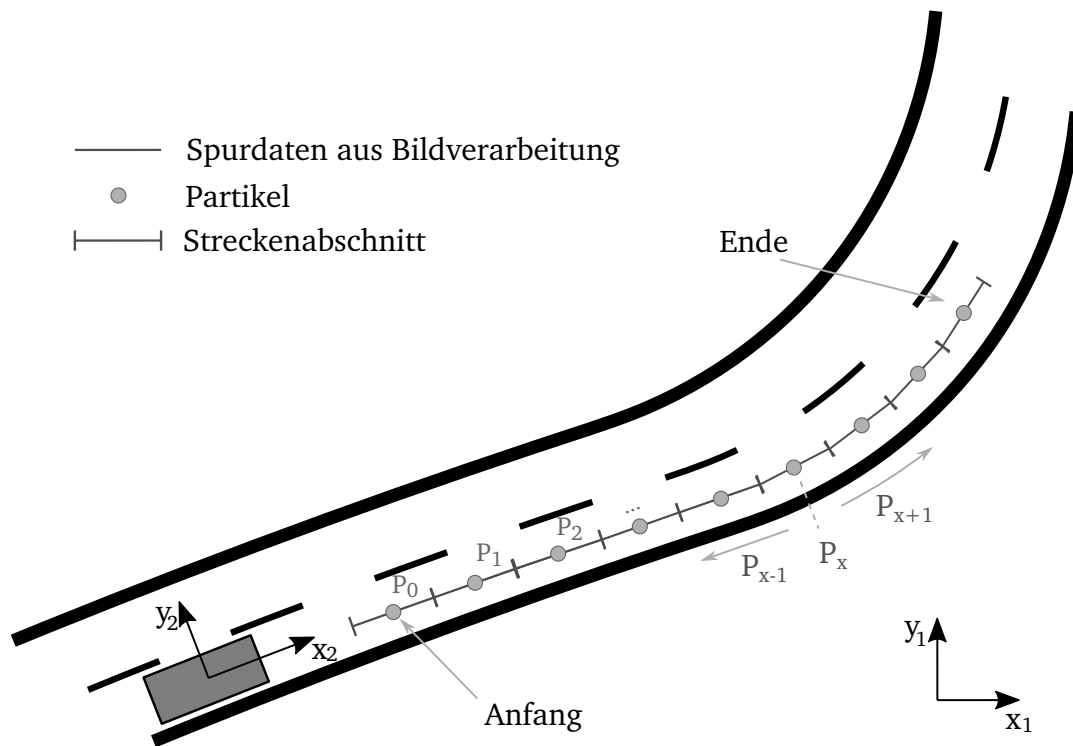 Spurdaten aus Bildverarbeitung
Partikel
Streckenabschnitt
Ende
P₀
P₁
P₂
...
Pₓ₊₁
Pₓ
Pₓ₋₁
y₂
x₂
Anfang
y₁
x₁